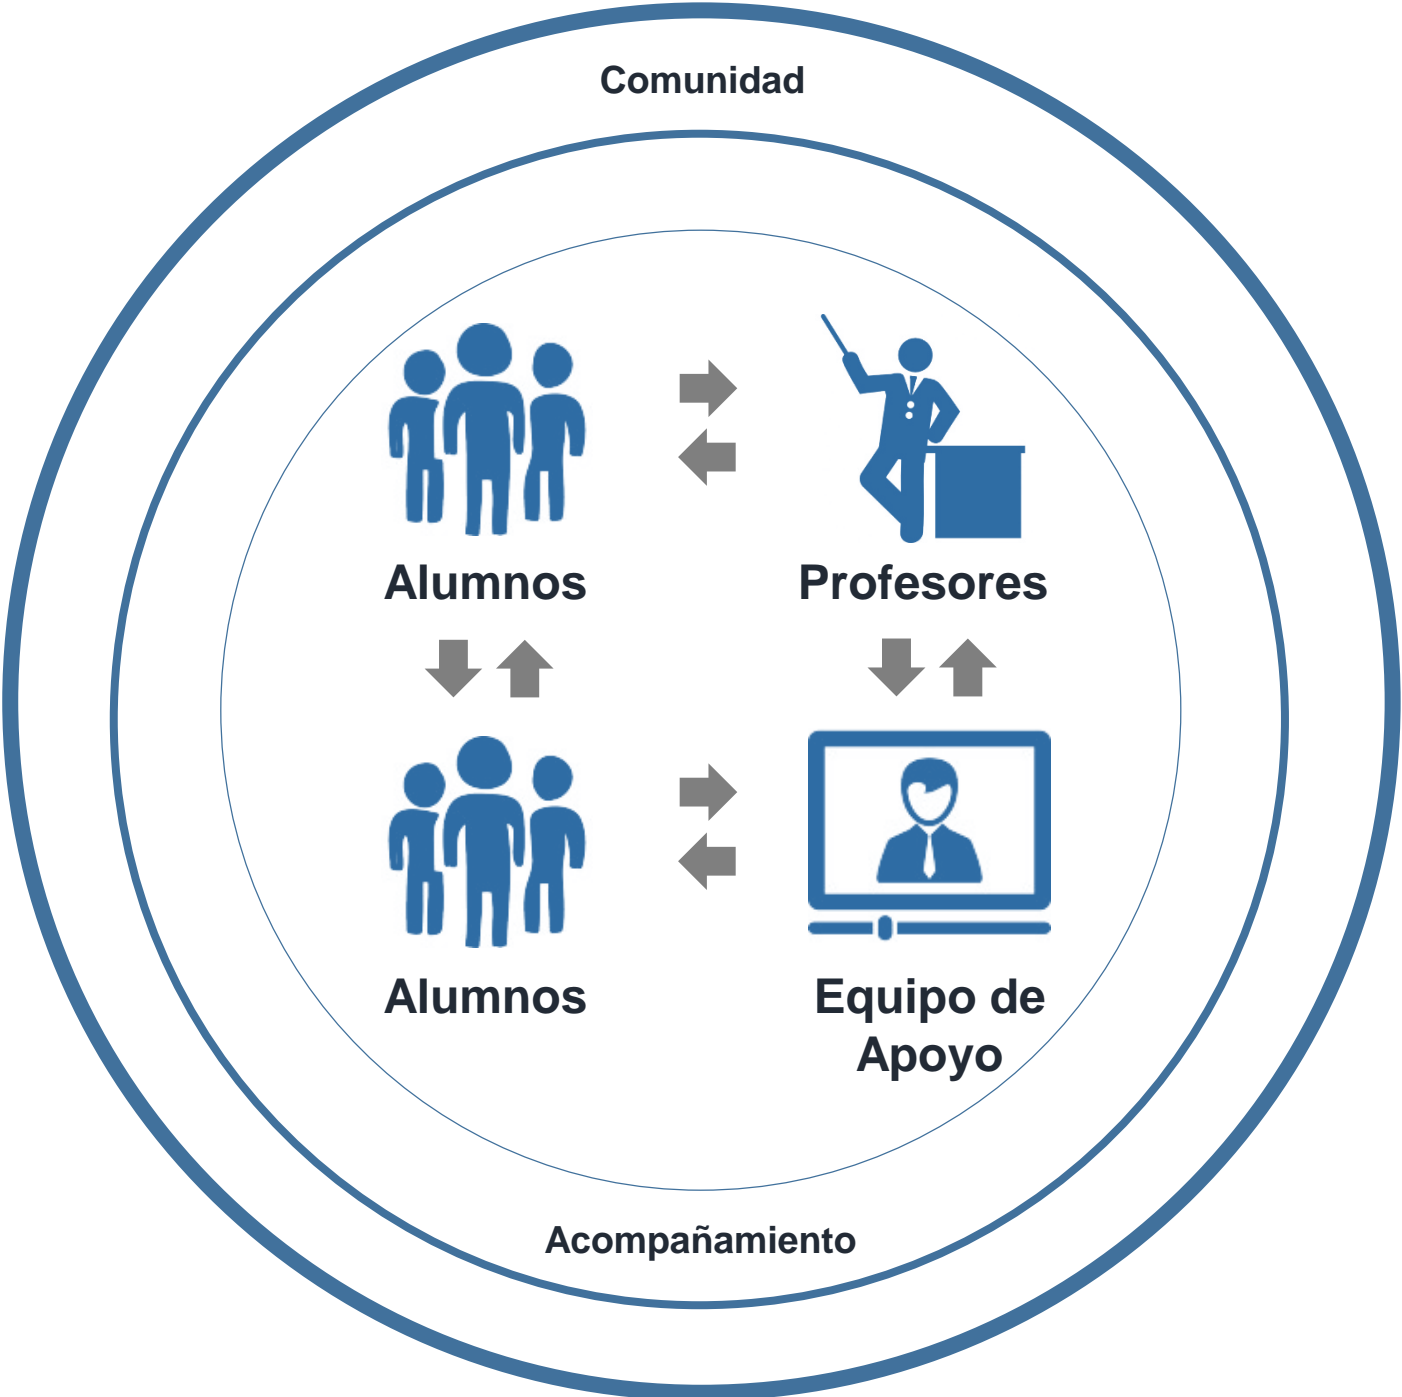 Comunidad
Alumnos
Profesores
Alumnos
Equipo de
Apoyo
Acompañamiento